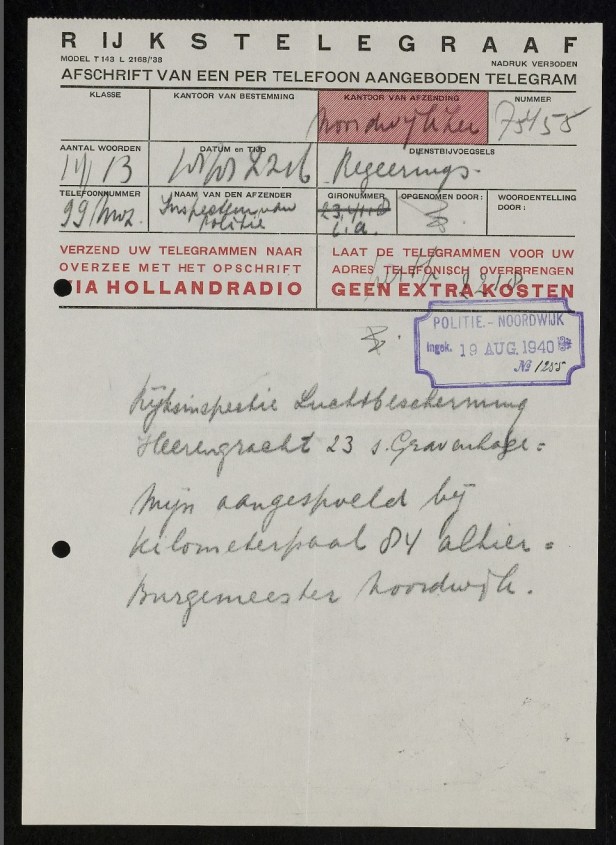 RIJKSTELEGRAAF
MODEL T 143 L 2168/'38 NADRUK VERBODEN
AFSCHRIFT VAN EEN PER TELEFOON AANGEBODEN TELEGRAM
KLASSE KANTOOR VAN BESTEMMING KANTOOR VAN AFZENDING NUMMER
Noordwijk Zee 75455
AANTAL WOORDEN DATUM en TIJD DIENSTBIJVOEGSELS
13 Regeerings-
TELEFOONNUMMER NAAM VAN DEN AFZENDER GIRONUMMER OPGENOMEN DOOR: WOORDENTELLING DOOR:
99 Inspecteur van
Politie i.a.
VERZEND UW TELEGRAMMEN NAAR
OVERZEE MET HET OPSCHRIFT
VIA HOLLANDRADIO
LAAT DE TELEGRAMMEN VOOR UW
ADRES TELEFONISCH OVERBRENGEN
GEEN EXTRA KOSTEN
POLITIE.-NOORDWIJK
Ingek. 19 AUG. 1940
No 1255
Rijksinspectie Luchtbescherming
Heerengracht 23 s.Gravenhage =
Mijn aangespoeld bij
kilometerpaal 84 alhier =
Burgemeester Noordwijk.